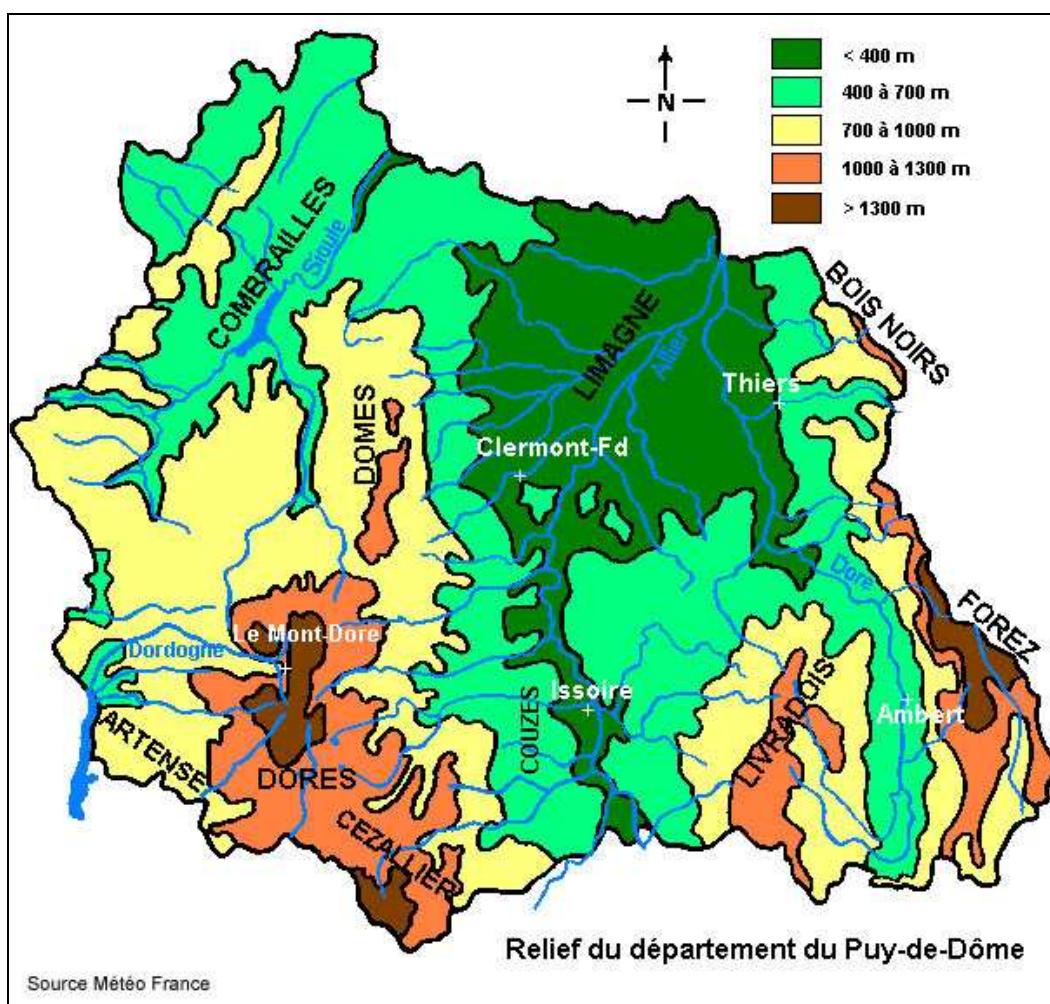 < 400 m
400 à 700 m
700 à 1000 m
1000 à 1300 m
> 1300 m
N
COMBRAILLES
Sioule
BOIS NOIRS
LIMAGNE
Allier
Thiers
DOMES
Clermont-Fd
Dore
FOREZ
Le Mont-Dore
Dordogne
Issoire
COUZES
LIVRADOIS
Ambert
ARTENSE
DORES
CEZALLIER
Relief du département du Puy-de-Dôme
Source Météo France